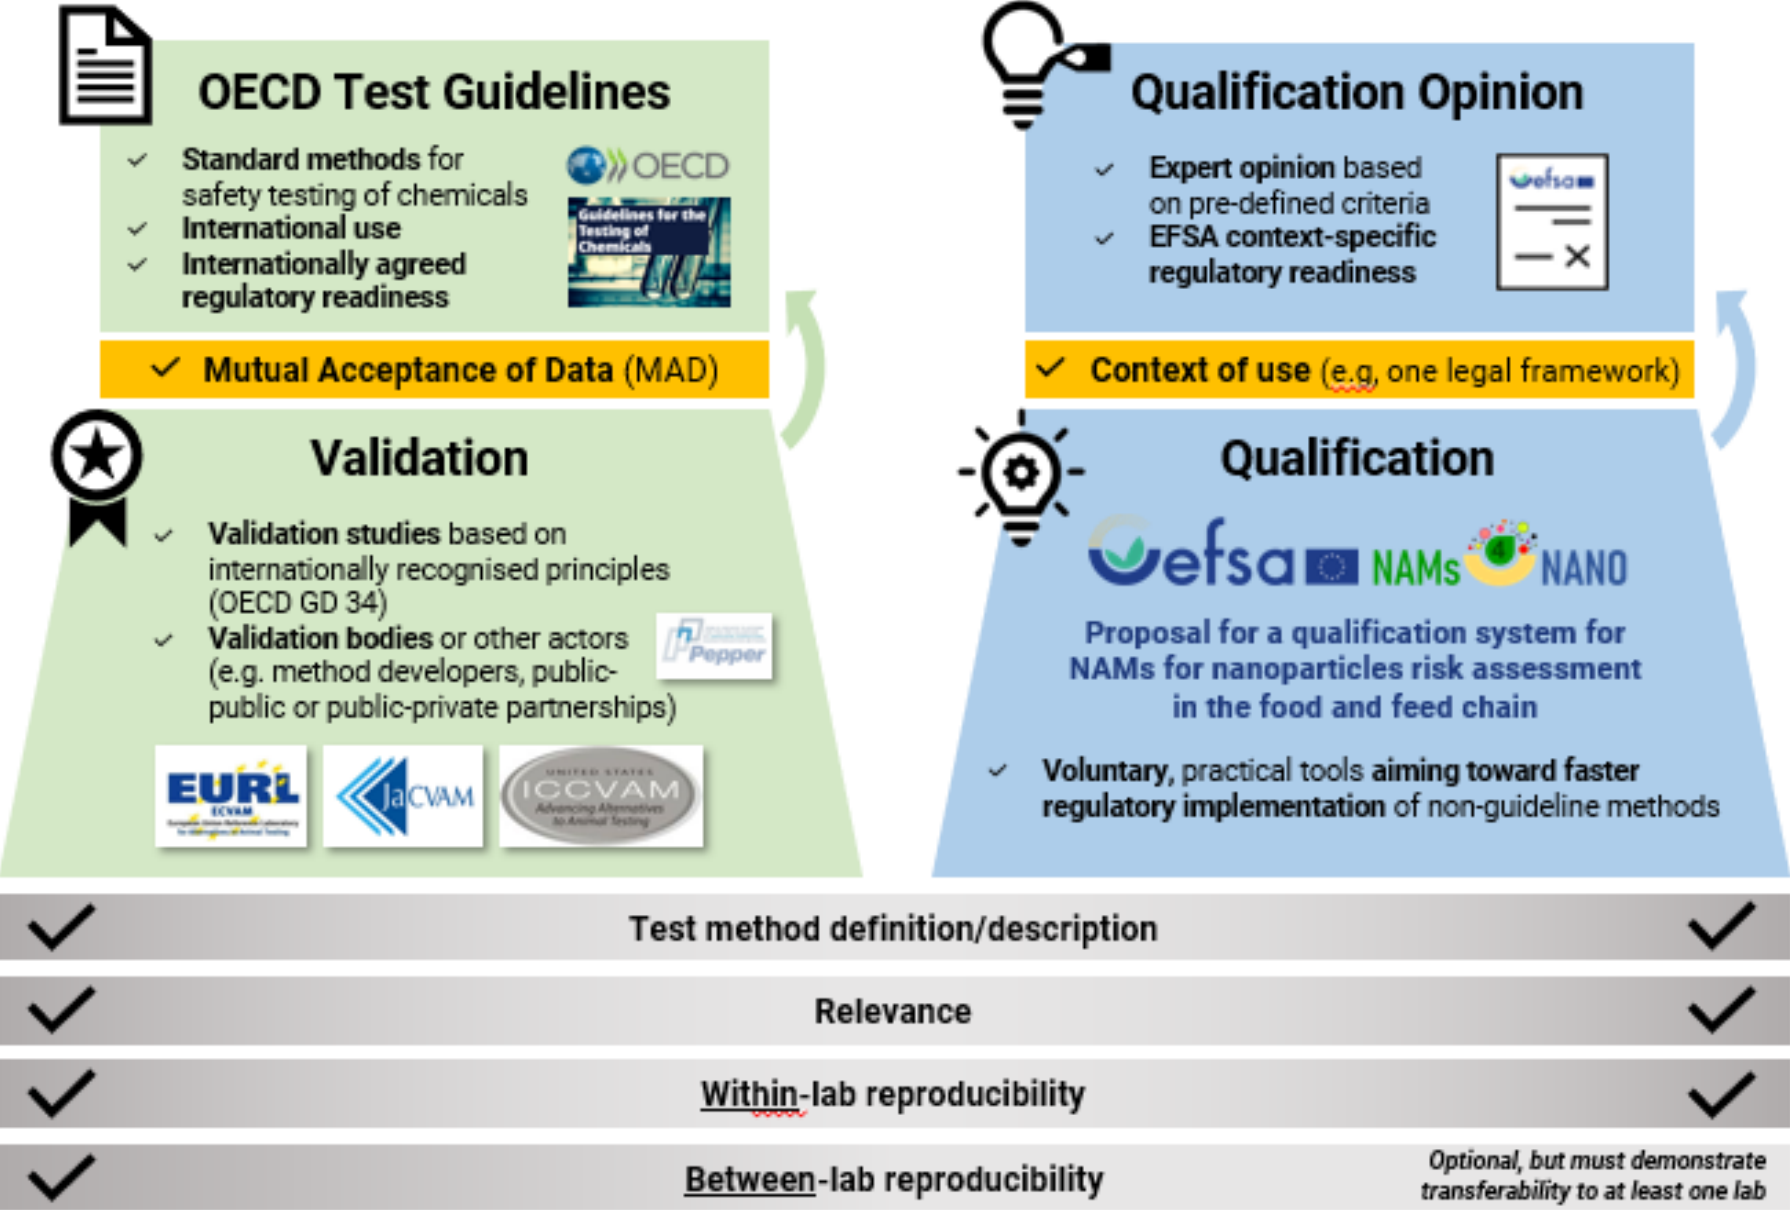 OECD Test Guidelines
Standard methods for
safety testing of chemicals
International use
Internationally agreed
regulatory readiness
OECD
Guidelines for the
Testing of
Chemicals
Mutual Acceptance of Data (MAD)
Validation
Validation studies based on
internationally recognised principles
(OECD GD 34)
Validation bodies or other actors
(e.g. method developers, public-
public or public-private partnerships)
Pepper
EURL
ECVAM
European Union Reference Laboratory
JaCVAM
UNITED STATES
ICCVAM
Advancing Alternatives
to Animal Testing
Qualification Opinion
Expert opinion based
on pre-defined criteria
EFSA context-specific
regulatory readiness
efsa
Context of use (e.g, one legal framework)
Qualification
efsa
NAMs 4 NANO
Proposal for a qualification system for
NAMs for nanoparticles risk assessment
in the food and feed chain
Voluntary, practical tools aiming toward faster
regulatory implementation of non-guideline methods
Test method definition/description
Relevance
Within-lab reproducibility
Between-lab reproducibility
Optional, but must demonstrate
transferability to at least one lab